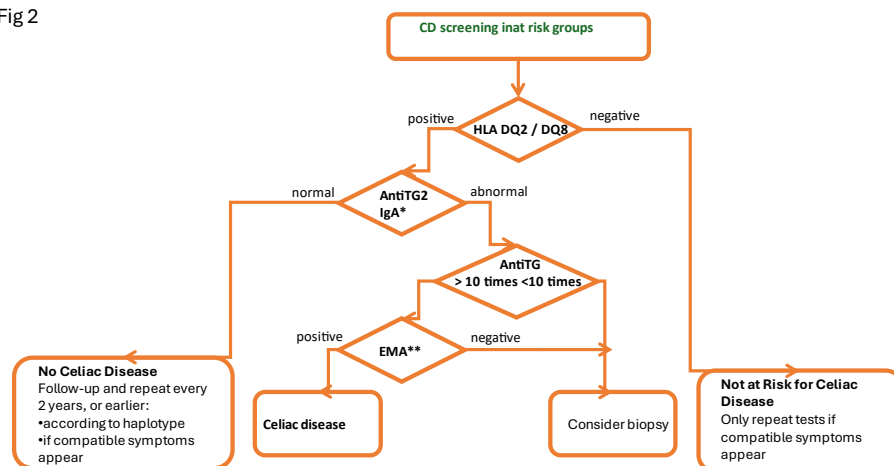 Fig 2
CD screening inat risk groups
positive
negative
HLA DQ2 / DQ8
normal
abnormal
AntiTG2
IgA*
AntiTG
> 10 times <10 times
positive
negative
EMA**
No Celiac Disease
Follow-up and repeat every
2 years, or earlier:
•according to haplotype
•if compatible symptoms
appear
Celiac disease
Consider biopsy
Not at Risk for Celiac
Disease
Only repeat tests if
compatible symptoms
appear